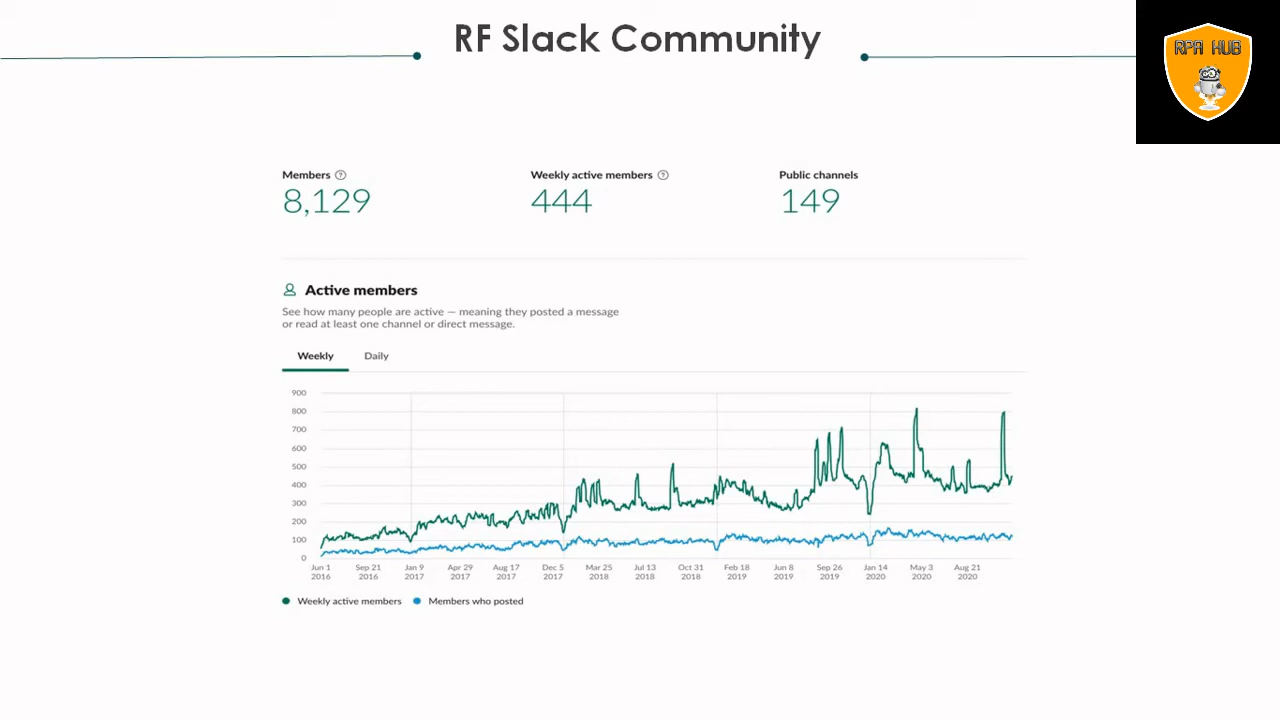 RF Slack Community
RPA HUB
Members ?
Weekly active members ?
Public channels
8,129
444
149
Active members
See how many people are active — meaning they posted a message
or read at least one channel or direct message.
Weekly Daily
900
800
700
600
500
400
300
200
100
0
Jun 1 Sep 21 Jan 9 Apr 29 Aug 17 Dec 5 Mar 25 Jul 13 Oct 31 Feb 18 Jun 8 Sep 26 Jan 14 May 3 Aug 21
2016 2016 2017 2017 2017 2017 2018 2018 2018 2019 2019 2019 2020 2020 2020
Weekly active members Members who posted